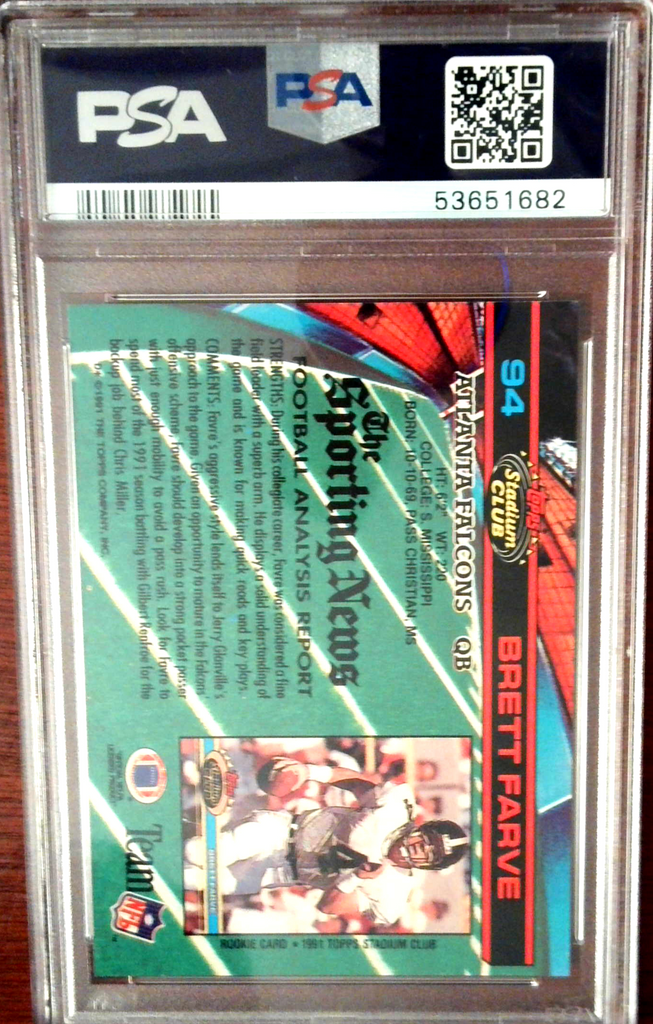 PSA
PSA
53651682
94
Topps
Stadium
CLUB
BRETT FARVE
ATLANTA FALCONS QB
HT: 6'2" WT: 220
COLLEGE: S. MISSISSIPPI
BORN: 10-10-69, PASS CHRISTIAN, MS
The
Sporting News
FOOTBALL ANALYSIS REPORT
STRENGTHS: During his collegiate career, Favre was considered a fine
field leader with a superb arm. He displays a solid understanding of
the game and is known for making quick reads and key plays.
COMMENTS: Favre's aggressive style lends itself to Jerry Glanville's
approach to the game. Given an opportunity to mature in the Falcons'
offensive scheme, Favre should develop into a strong pocket passer
with just enough mobility to avoid a pass rush. Look for Favre to
spend most of the 1991 season battling with Gilbert Renfroe for the
backup job behind Chris Miller.
© 1991 THE TOPPS COMPANY, INC.
Topps
Stadium
CLUB
BRETT FARVE
4
ROOKIE CARD • 1991 TOPPS STADIUM CLUB
Team
NFL